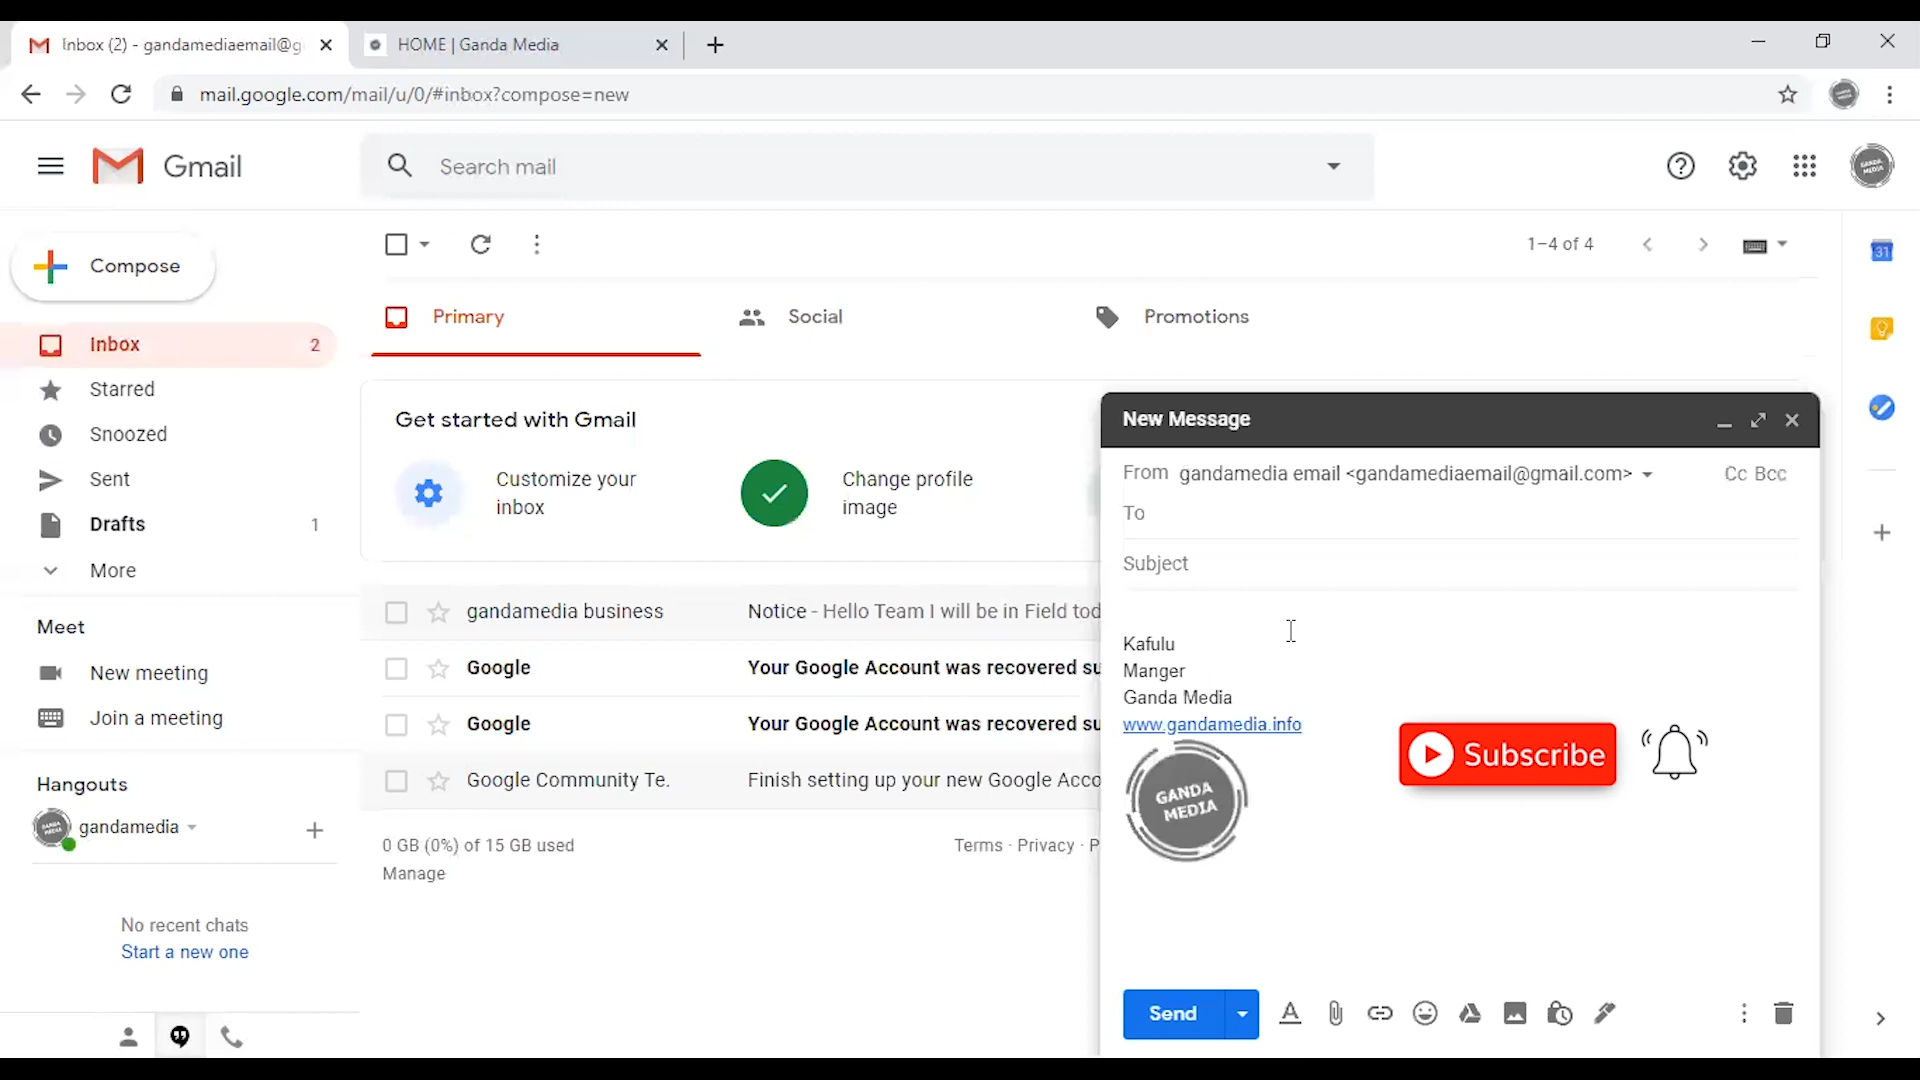 Inbox (2) - gandamediaemail@g
HOME | Ganda Media
mail.google.com/mail/u/0/#inbox?compose=new
Gmail
Search mail
Compose
1–4 of 4
31
Primary
Social
Promotions
Inbox 2
Starred
Snoozed
Sent
Drafts 1
More
Meet
New meeting
Join a meeting
Hangouts
gandamedia
No recent chats
Start a new one
Get started with Gmail
Customize your
inbox
Change profile
image
gandamedia business Notice - Hello Team I will be in Field tod
Google Your Google Account was recovered su
Google Your Google Account was recovered su
Google Community Te. Finish setting up your new Google Acco
0 GB (0%) of 15 GB used
Manage
Terms · Privacy · P
New Message
From gandamedia email <gandamediaemail@gmail.com> Cc Bcc
To
Subject
Kafulu
Manger
Ganda Media
www.gandamedia.info
GANDA
MEDIA
Subscribe
Send